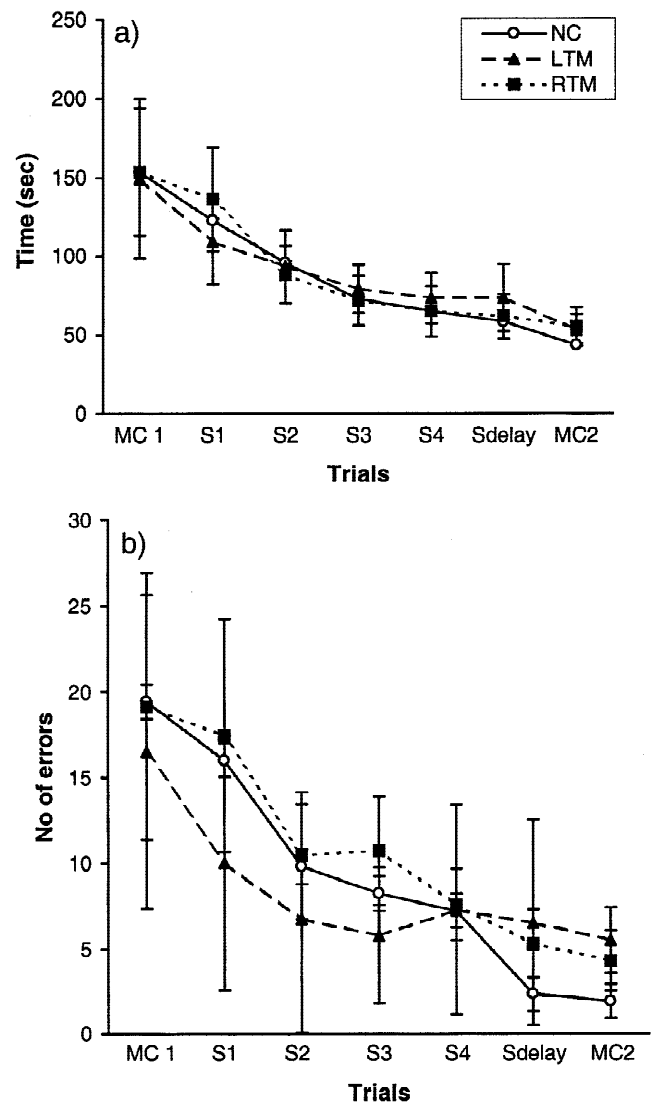 250
200
150
100
50
0
Time (sec)
a)
NC
LTM
RTM
MC 1 S1 S2 S3 S4 Sdelay MC2
Trials
30
25
20
15
10
5
0
No of errors
b)
MC 1 S1 S2 S3 S4 Sdelay MC2
Trials